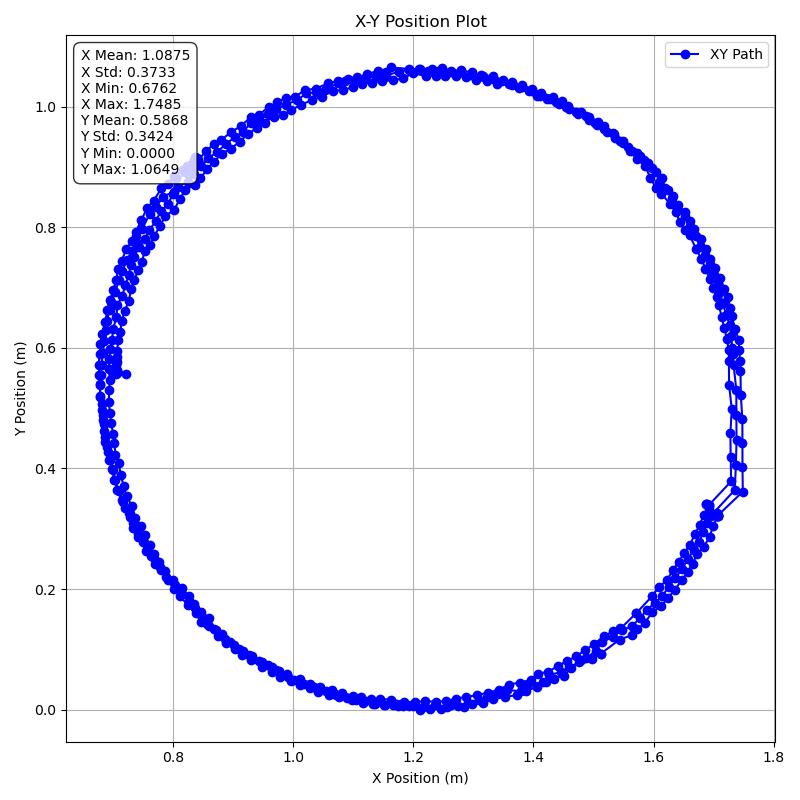 X-Y Position Plot
X Mean: 1.0875
X Std: 0.3733
X Min: 0.6762
X Max: 1.7485
Y Mean: 0.5868
Y Std: 0.3424
Y Min: 0.0000
Y Max: 1.0649
XY Path
Y Position (m)
1.0
0.8
0.6
0.4
0.2
0.0
0.8 1.0 1.2 1.4 1.6 1.8
X Position (m)